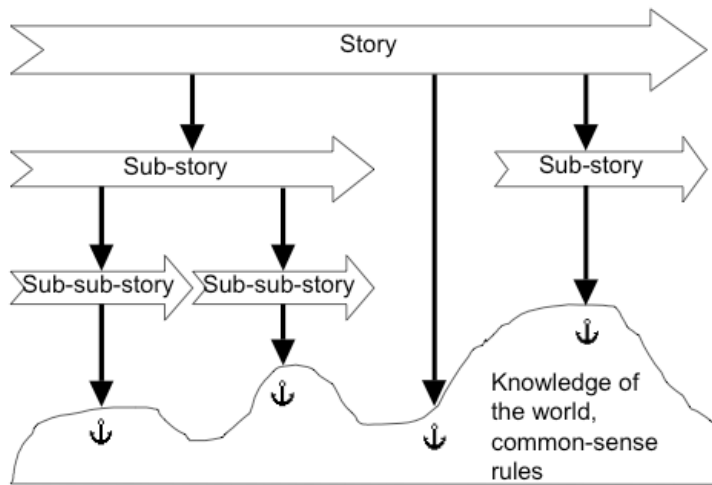 Story
Sub-story
Sub-story
Sub-sub-story
Sub-sub-story
Knowledge of
the world,
common-sense
rules